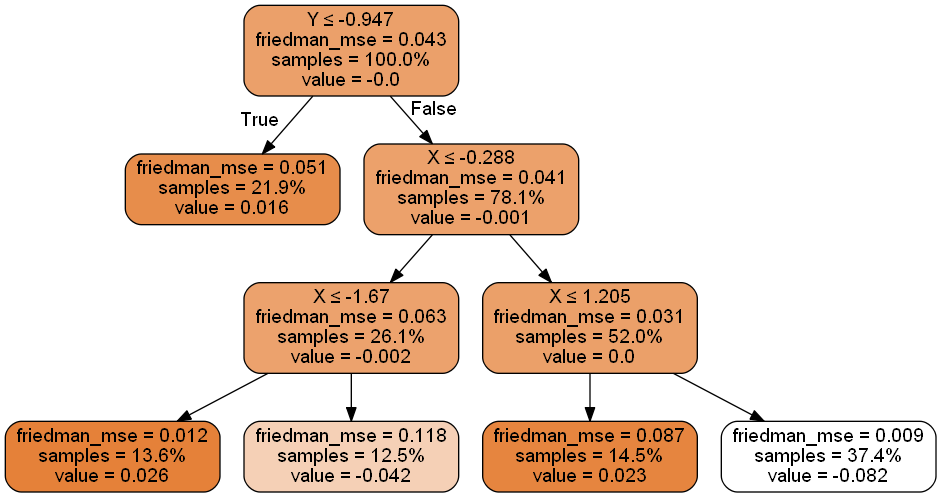 Y ≤ -0.947
friedman_mse = 0.043
samples = 100.0%
value = -0.0
True
False
friedman_mse = 0.051
samples = 21.9%
value = 0.016
X ≤ -0.288
friedman_mse = 0.041
samples = 78.1%
value = -0.001
X ≤ -1.67
friedman_mse = 0.063
samples = 26.1%
value = -0.002
X ≤ 1.205
friedman_mse = 0.031
samples = 52.0%
value = 0.0
friedman_mse = 0.012
samples = 13.6%
value = 0.026
friedman_mse = 0.118
samples = 12.5%
value = -0.042
friedman_mse = 0.087
samples = 14.5%
value = 0.023
friedman_mse = 0.009
samples = 37.4%
value = -0.082